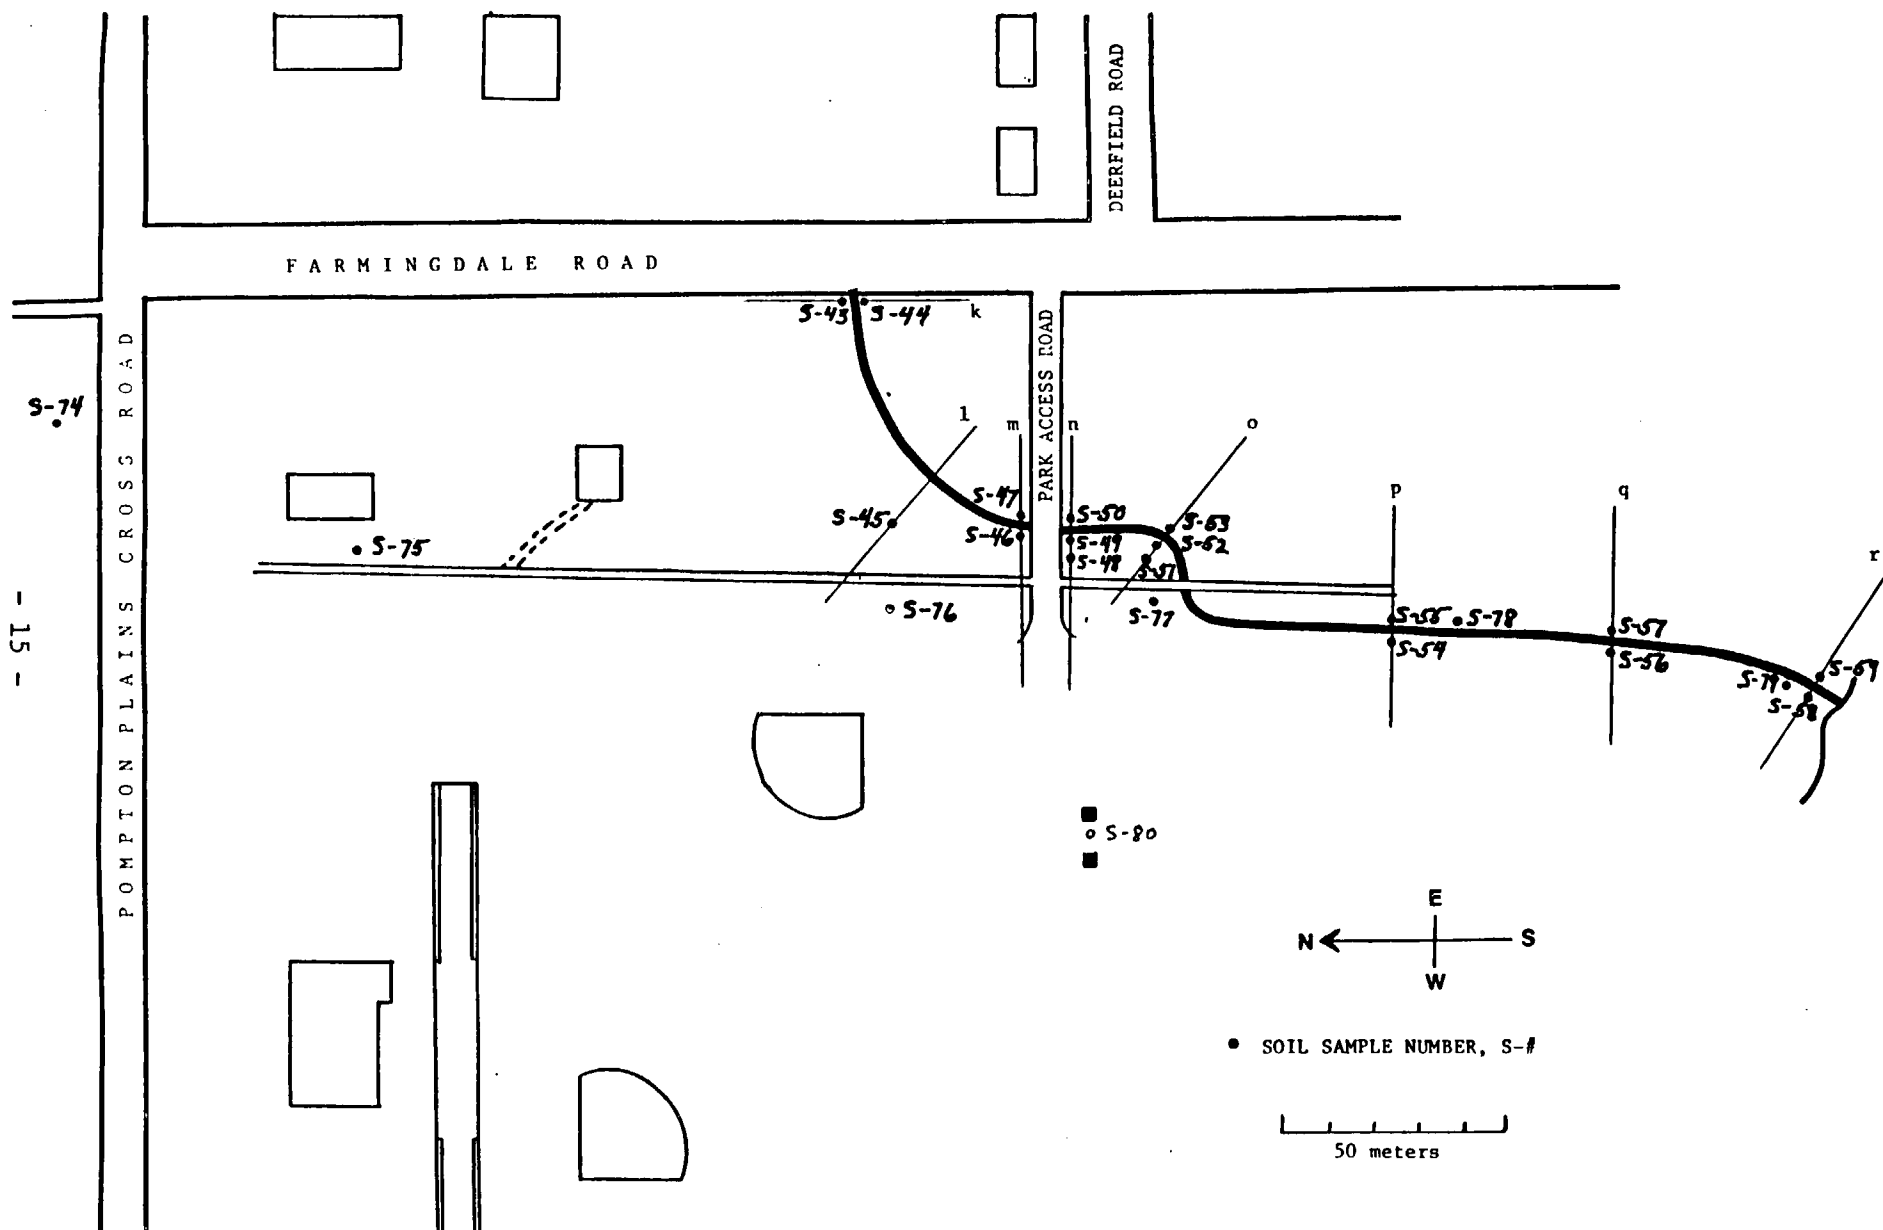 DEERFIELD ROAD
FARMINGDALE ROAD
S-43
S-44
k
PARK ACCESS ROAD
POMPTON PLAINS CROSS ROAD
S-74
l
m
n
o
p
q
r
S-47
S-45
S-46
S-50
S-49
S-48
S-53
S-52
S-51
S-75
S-76
S-77
S-55
S-78
S-54
S-57
S-56
S-59
S-79
S-58
- 15 -
S-80
E
N
S
W
SOIL SAMPLE NUMBER, S-#
50 meters